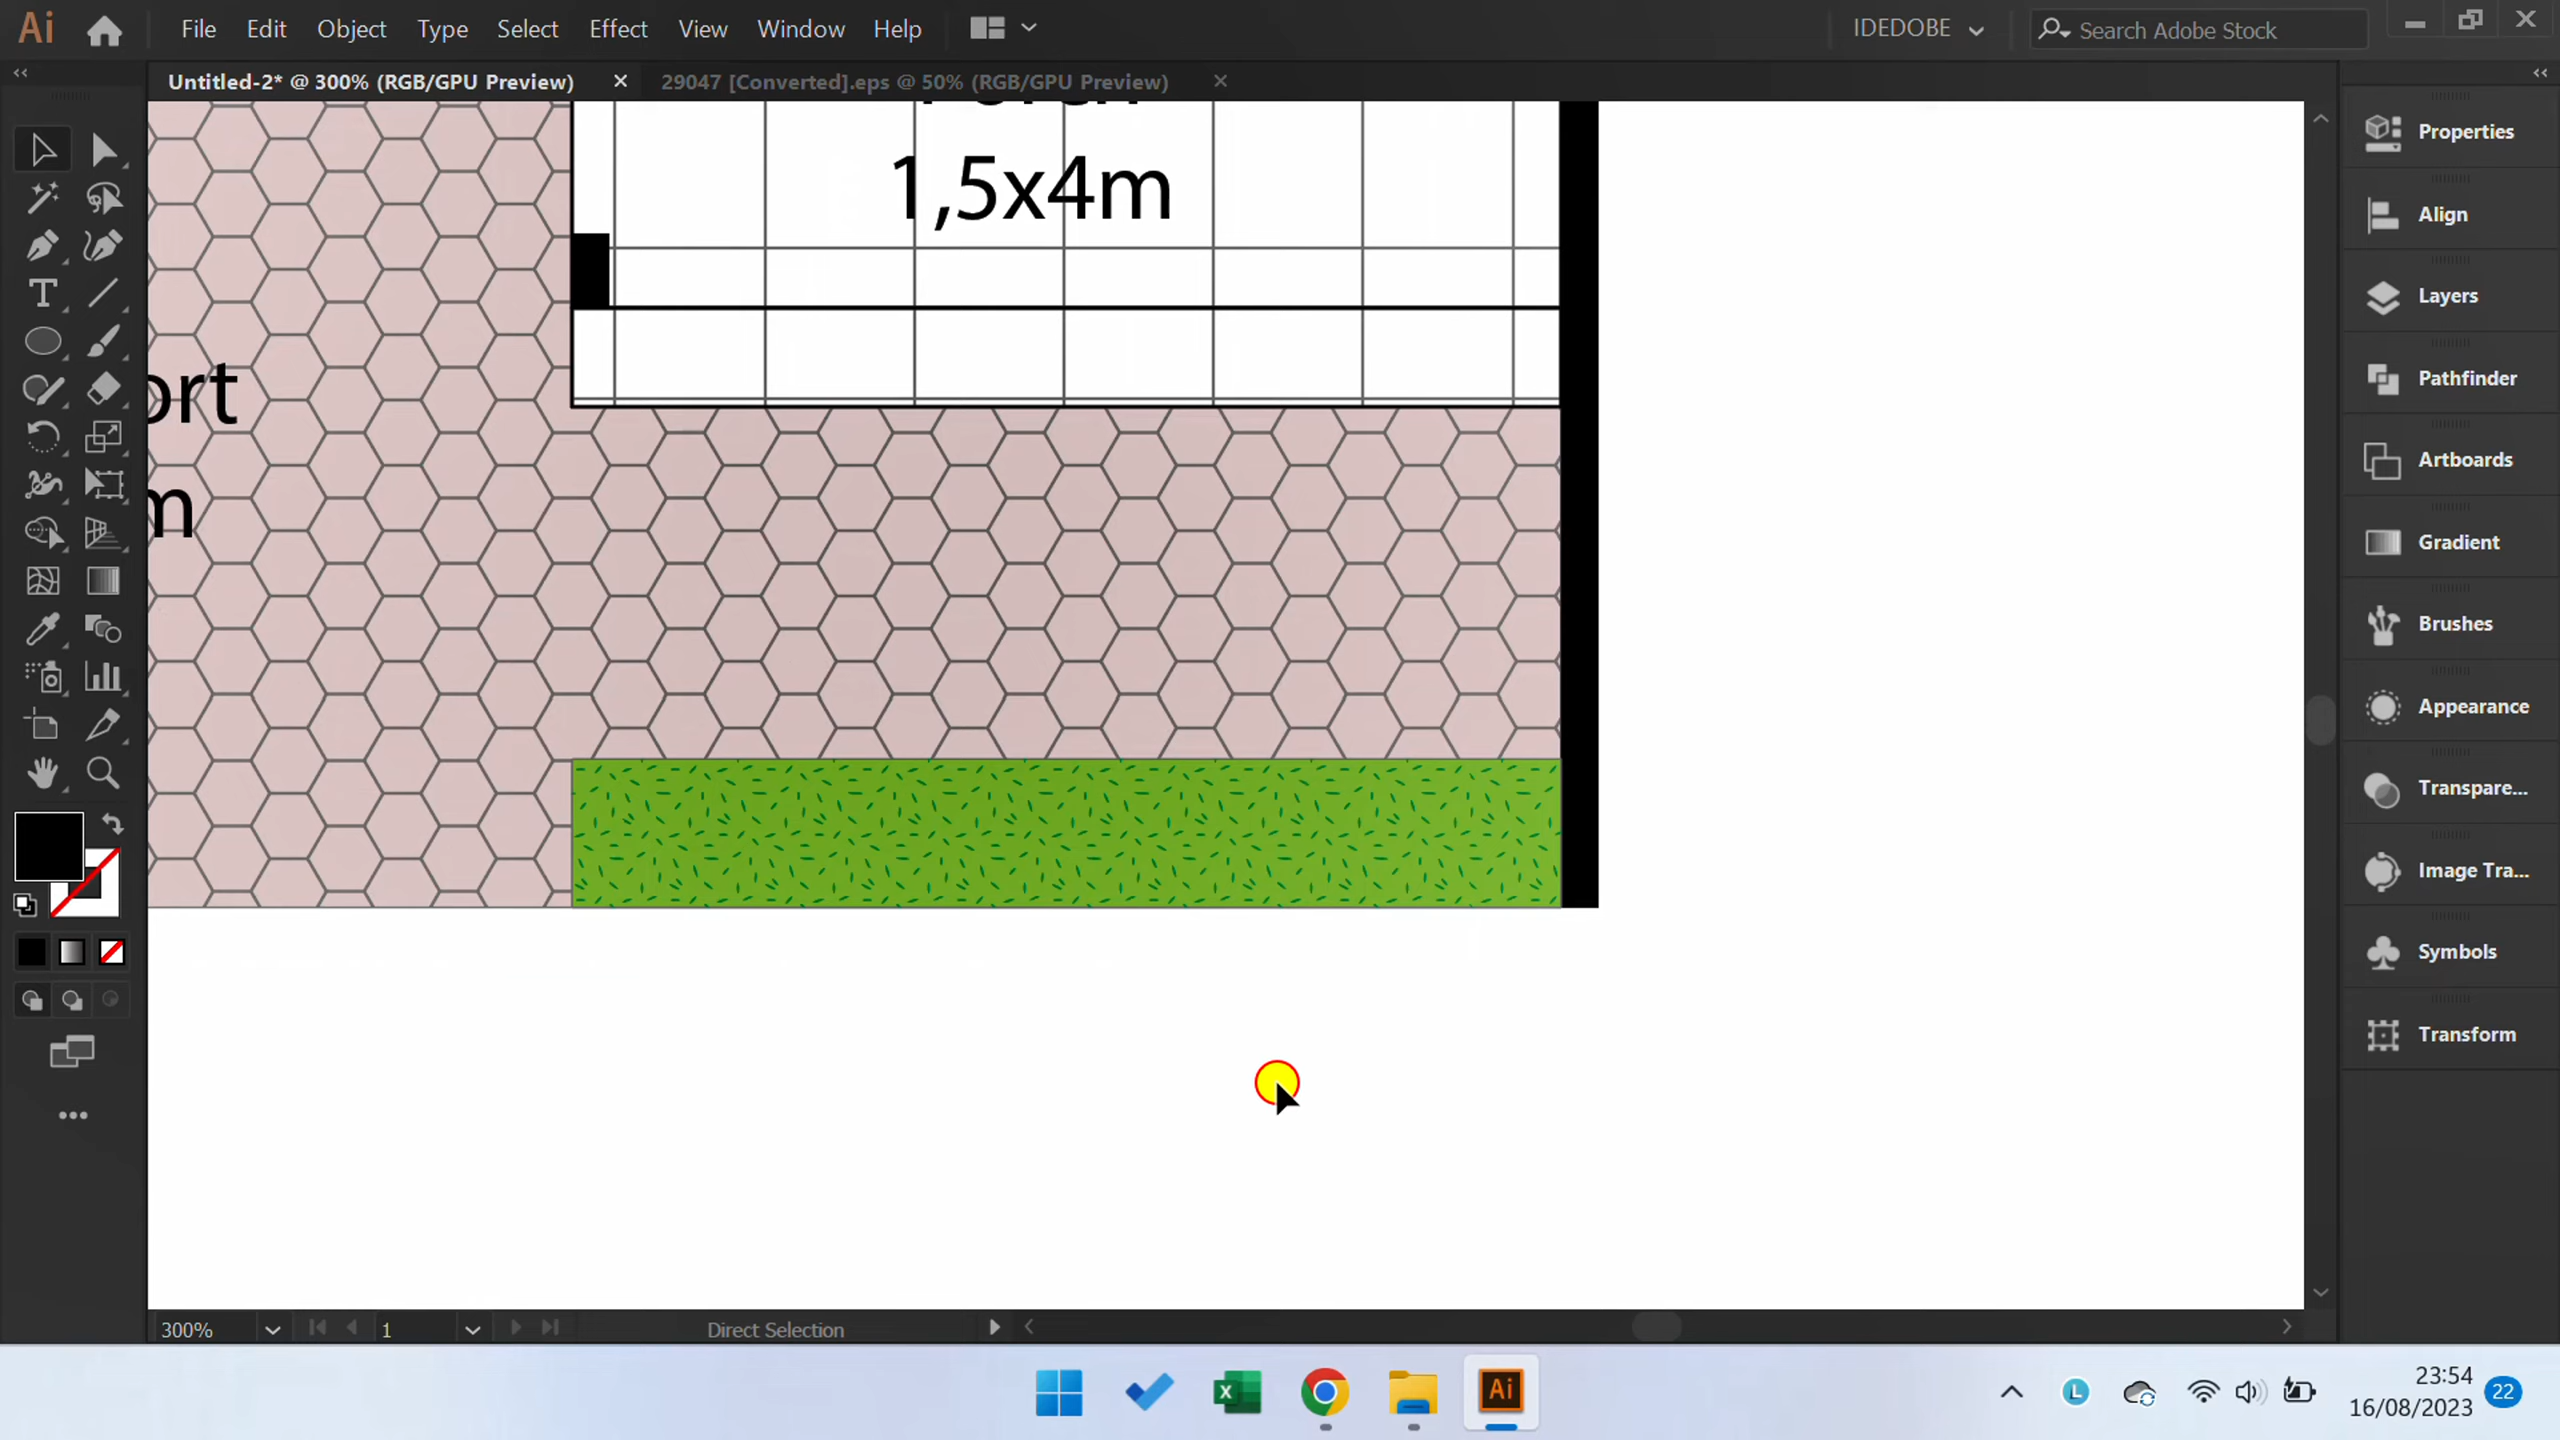 Ai File Edit Object Type Select Effect View Window Help IDEDOBE Search Adobe Stock
Untitled-2* @ 300% (RGB/GPU Preview) × 29047 [Converted].eps @ 50% (RGB/GPU Preview) ×
1,5x4m
ort
m
T
Properties
Align
Layers
Pathfinder
Artboards
Gradient
Brushes
Appearance
Transpare...
Image Tra...
Symbols
Transform
300% 1 Direct Selection
Ai
L
23:54
16/08/2023
22